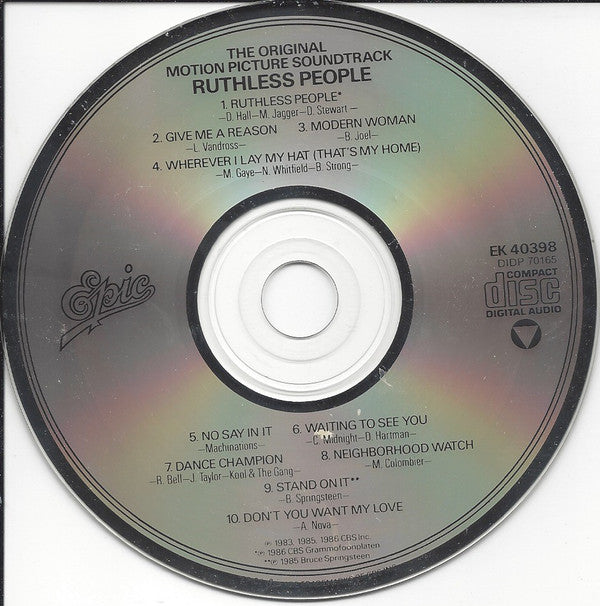 THE ORIGINAL
MOTION PICTURE SOUNDTRACK
RUTHLESS PEOPLE
1. RUTHLESS PEOPLE*
–D. Hall–M. Jagger–D. Stewart –
2. GIVE ME A REASON 3. MODERN WOMAN
–L. Vandross– –B. Joel–
4. WHEREVER I LAY MY HAT (THAT'S MY HOME)
–M. Gaye–N. Whitfield–B. Strong–
Epic
EK 40398
DIDP 70165
COMPACT
disc
DIGITAL AUDIO
5. NO SAY IN IT 6. WAITING TO SEE YOU
–Machinations– –C. Midnight–D. Hartman–
7. DANCE CHAMPION 8. NEIGHBORHOOD WATCH
–R. Bell–J. Taylor–Kool & The Gang– –M. Colombier–
9. STAND ON IT**
–B. Springsteen–
10. DON'T YOU WANT MY LOVE
–A. Nova–
℗ 1983, 1985, 1986 CBS Inc.
*℗ 1986 CBS Grammofoonplaten
**℗ 1985 Bruce Springsteen